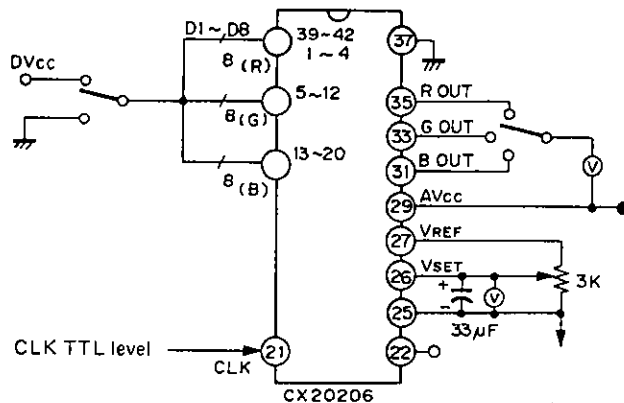 D1~D8
39~42
1~4
37
8 (R)
DVcc
5~12
35
R OUT
8 (G)
33
G OUT
13~20
31
B OUT
V
8 (B)
29
AVcc
27
VREF
26
VSET
+
-
V
3K
25
33µF
CLK TTL level
21
CLK
22
CX20206